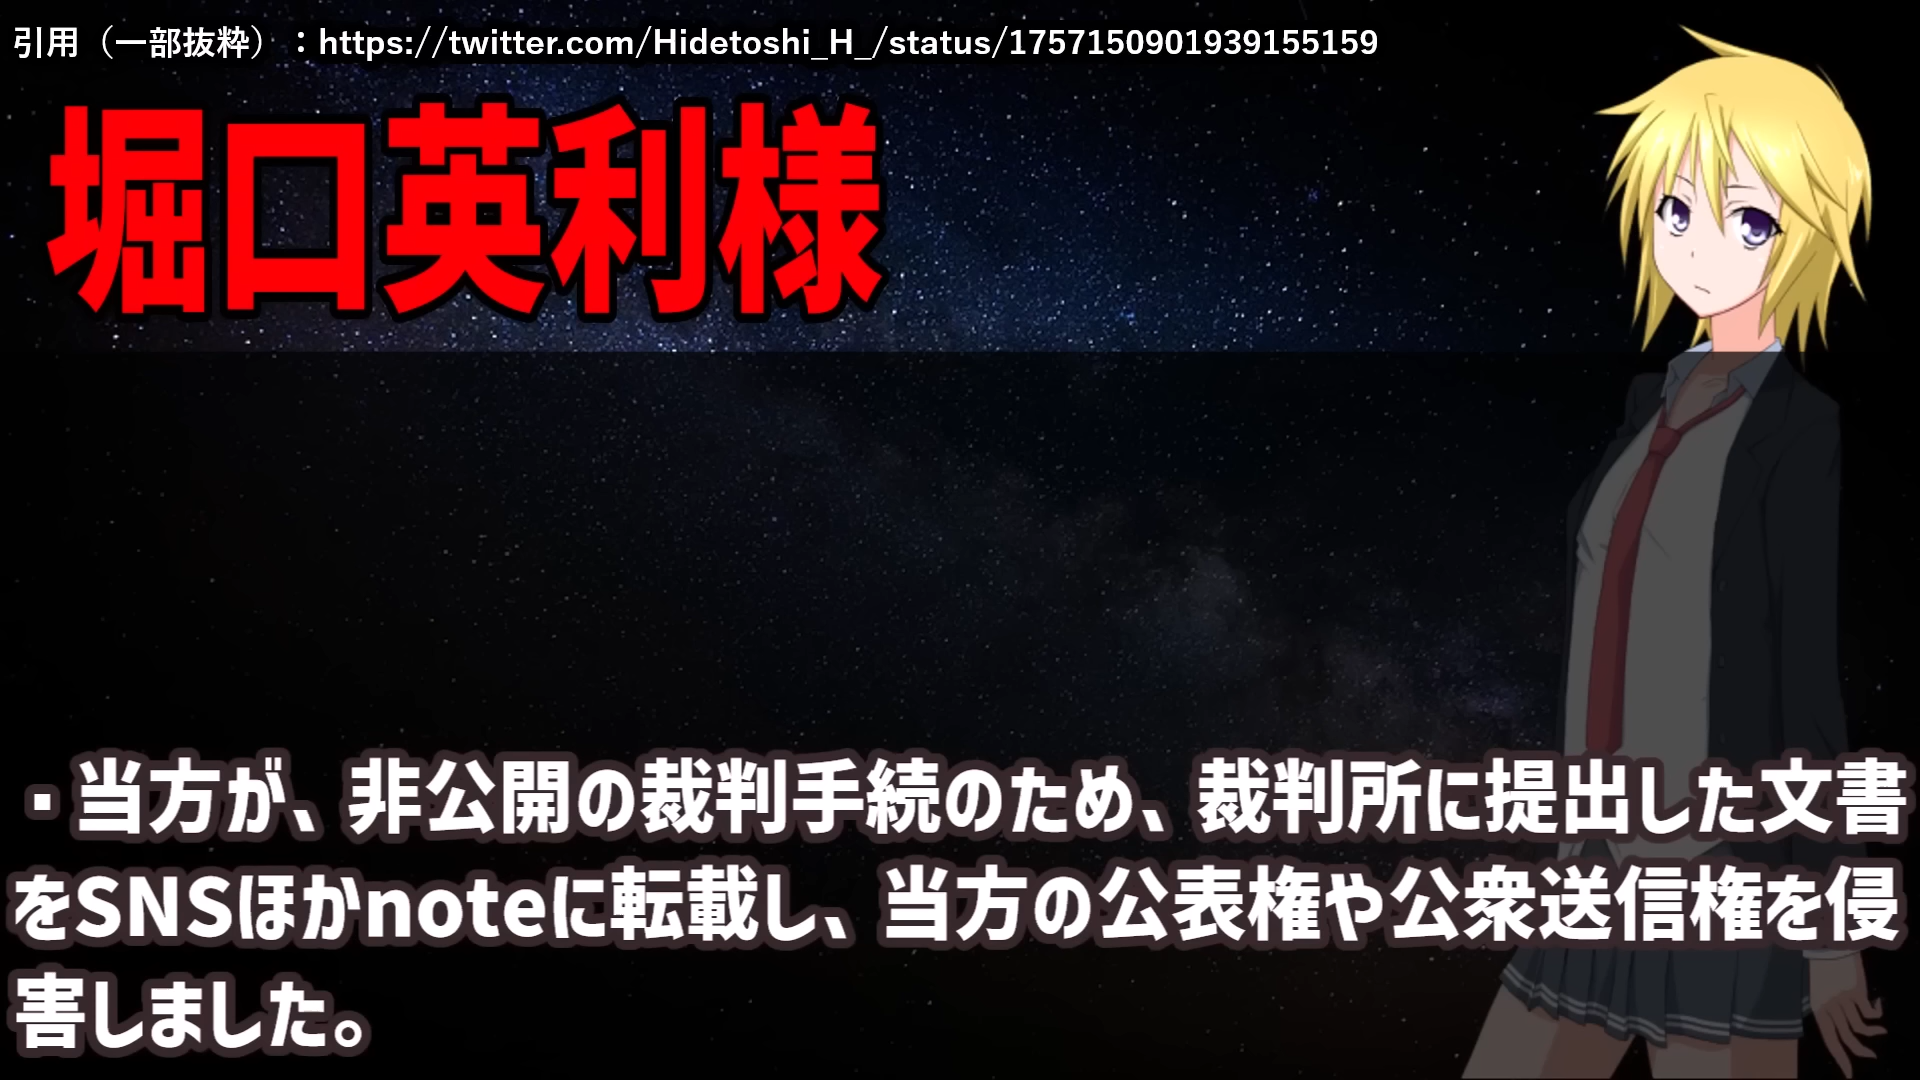 引用（一部抜粋）：https://twitter.com/Hidetoshi_H_/status/1757150901939155159
堀口英利様
・当方が、非公開の裁判手続のため、裁判所に提出した文書
をSNSほかnoteに転載し、当方の公表権や公衆送信権を侵
害しました。